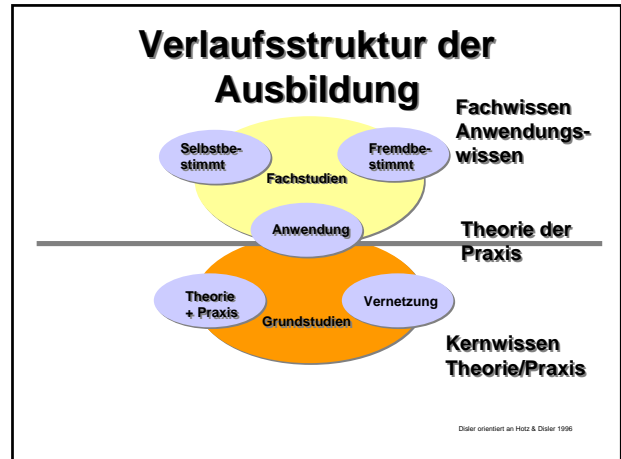 Verlaufsstruktur der
Ausbildung
Fachwissen
Anwendungs-
wissen
Selbstbe-
stimmt
Fremdbe-
stimmt
Fachstudien
Anwendung
Theorie der
Praxis
Theorie
+ Praxis
Vernetzung
Grundstudien
Kernwissen
Theorie/Praxis
Disler orientiert an Hotz & Disler 1996